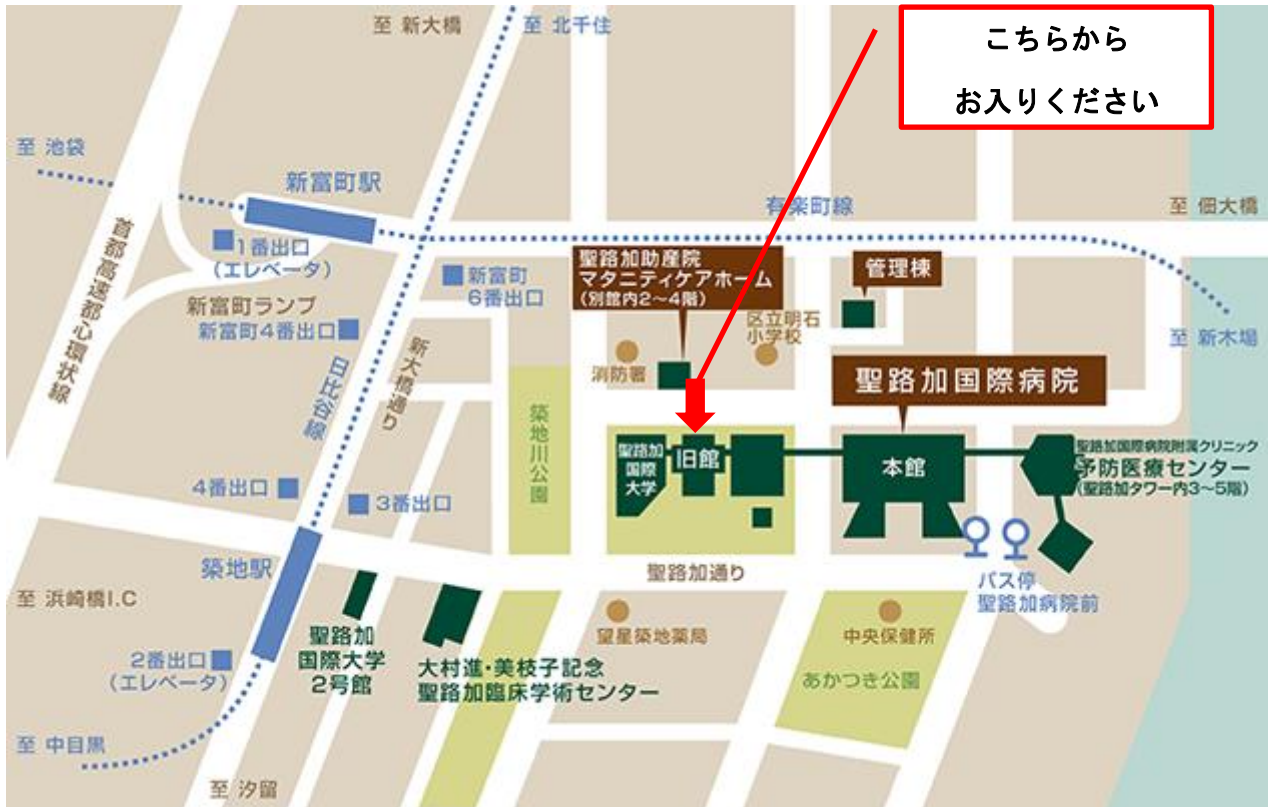 至 新大橋
至 北千住
こちらから
お入りください
至 池袋
新富町駅
有楽町線
至 佃大橋
首都高速都心環状線
1番出口
(エレベータ)
新富町
6番出口
聖路加助産院
マタニティケアホーム
(別館内2～4階)
管理棟
新富町ランプ
新富町4番出口
区立明石
小学校
至 新木場
日比谷線
新大橋通り
消防署
聖路加国際病院
築地川公園
聖路加
国際
大学
旧館
本館
聖路加国際病院附属クリニック
予防医療センター
(聖路加タワー内3～5階)
4番出口
3番出口
築地駅
聖路加通り
バス停
聖路加病院前
至 浜崎橋I.C
聖路加
国際大学
2号館
望星築地薬局
中央保健所
2番出口
(エレベータ)
大村進・美枝子記念
聖路加臨床学術センター
あかつき公園
至 中目黒
至 汐留